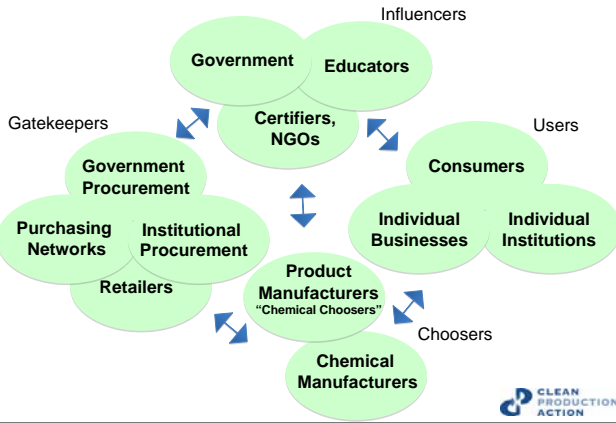 Influencers
Government
Educators
Certifiers,
NGOs
Gatekeepers
Government
Procurement
Purchasing
Networks
Institutional
Procurement
Retailers
Users
Consumers
Individual
Businesses
Individual
Institutions
Product
Manufacturers
“Chemical Choosers”
Choosers
Chemical
Manufacturers
CLEAN
PRODUCTION
ACTION